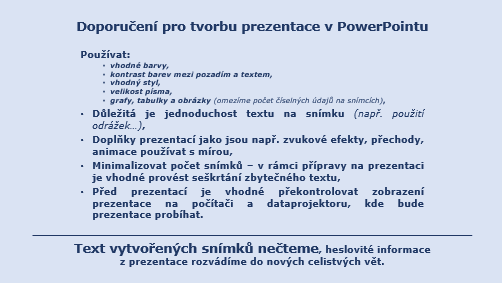 Doporučení pro tvorbu prezentace v PowerPointu
Používat:
• vhodné barvy,
• kontrast barev mezi pozadím a textem,
• vhodný styl,
• velikost písma,
• grafy, tabulky a obrázky (omezíme počet číselných údajů na snímcích),
• Důležitá je jednoduchost textu na snímku (např. použití
odrážek…),
• Doplňky prezentací jako jsou např. zvukové efekty, přechody,
animace používat s mírou,
• Minimalizovat počet snímků – v rámci přípravy na prezentaci
je vhodné provést seškrtání zbytečného textu,
• Před prezentací je vhodné překontrolovat zobrazení
prezentace na počítači a dataprojektoru, kde bude
prezentace probíhat.
Text vytvořených snímků nečteme, heslovité informace
z prezentace rozvádíme do nových celistvých vět.